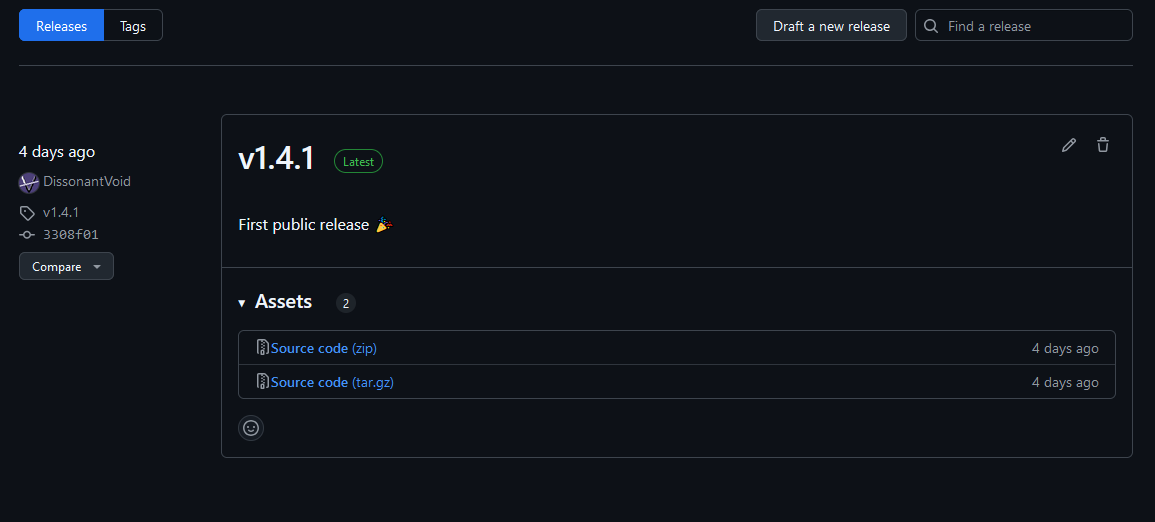 Releases Tags Draft a new release Find a release
4 days ago
DissonantVoid
v1.4.1
3308f01
Compare
v1.4.1 Latest
First public release 🎉
Assets 2
Source code (zip) 4 days ago
Source code (tar.gz) 4 days ago